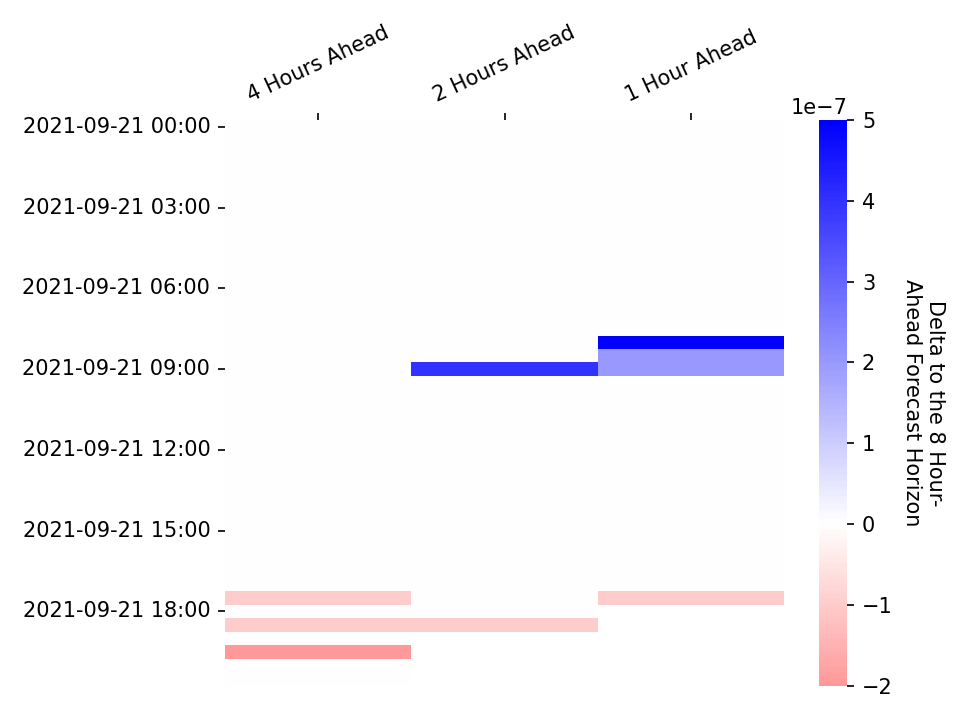 4 Hours Ahead
2 Hours Ahead
1 Hour Ahead
1e−7
2021-09-21 00:00
2021-09-21 03:00
2021-09-21 06:00
2021-09-21 09:00
2021-09-21 12:00
2021-09-21 15:00
2021-09-21 18:00
5
4
3
2
1
0
−1
−2
Delta to the 8 Hour-
Ahead Forecast Horizon